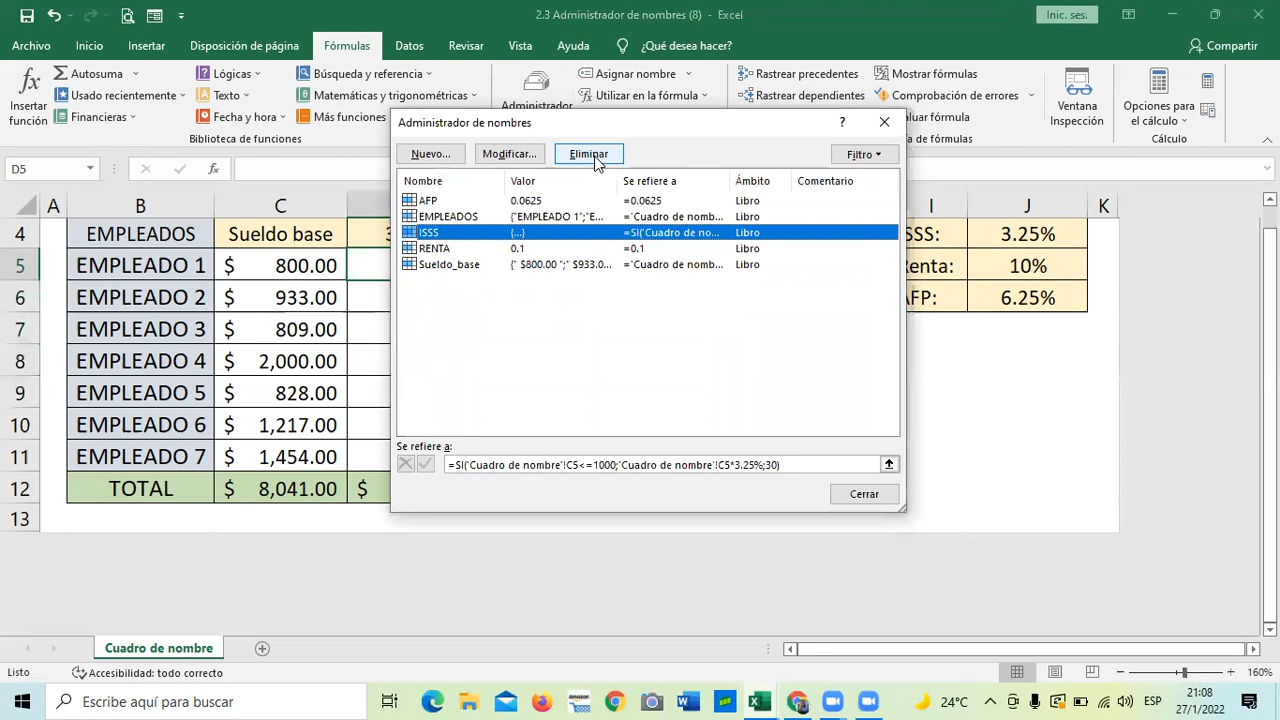 2.3 Administrador de nombres (8) - Excel
Inic. ses.
Archivo Inicio Insertar Disposición de página Fórmulas Datos Revisar Vista Ayuda ¿Qué desea hacer? Compartir
Insertar función
Autosuma
Usado recientemente
Financieras
Lógicas
Texto
Fecha y hora
Búsqueda y referencia
Matemáticas y trigonométricas
Más funciones
Biblioteca de funciones
Administrador
Asignar nombre
Utilizar en la fórmula
Rastrear precedentes
Rastrear dependientes
Mostrar fórmulas
Comprobación de errores
luar fórmula
a de fórmulas
Ventana Inspección
Opciones para el cálculo
Cálculo
D5
fx
Administrador de nombres
?
Nuevo... Modificar... Eliminar Filtro
Nombre Valor Se refiere a Ámbito Comentario
AFP 0.0625 =0.0625 Libro
EMPLEADOS {"EMPLEADO 1";"E... ='Cuadro de nomb... Libro
ISSS {...} =SI('Cuadro de no... Libro
RENTA 0.1 =0.1 Libro
Sueldo_base {" $800.00 ";" $933.0... ='Cuadro de nomb... Libro
Se refiere a:
=SI('Cuadro de nombre'!C5<=1000;'Cuadro de nombre'!C5*3.25%;30)
Cerrar
A B C I J K
4 EMPLEADOS Sueldo base 3 SSS: 3.25%
5 EMPLEADO 1 $ 800.00 Renta: 10%
6 EMPLEADO 2 $ 933.00 AFP: 6.25%
7 EMPLEADO 3 $ 809.00
8 EMPLEADO 4 $ 2,000.00
9 EMPLEADO 5 $ 828.00
10 EMPLEADO 6 $ 1,217.00
11 EMPLEADO 7 $ 1,454.00
12 TOTAL $ 8,041.00 $
13
Cuadro de nombre
Listo Accesibilidad: todo correcto 160%
Escribe aquí para buscar
24°C
ESP
21:08
27/1/2022